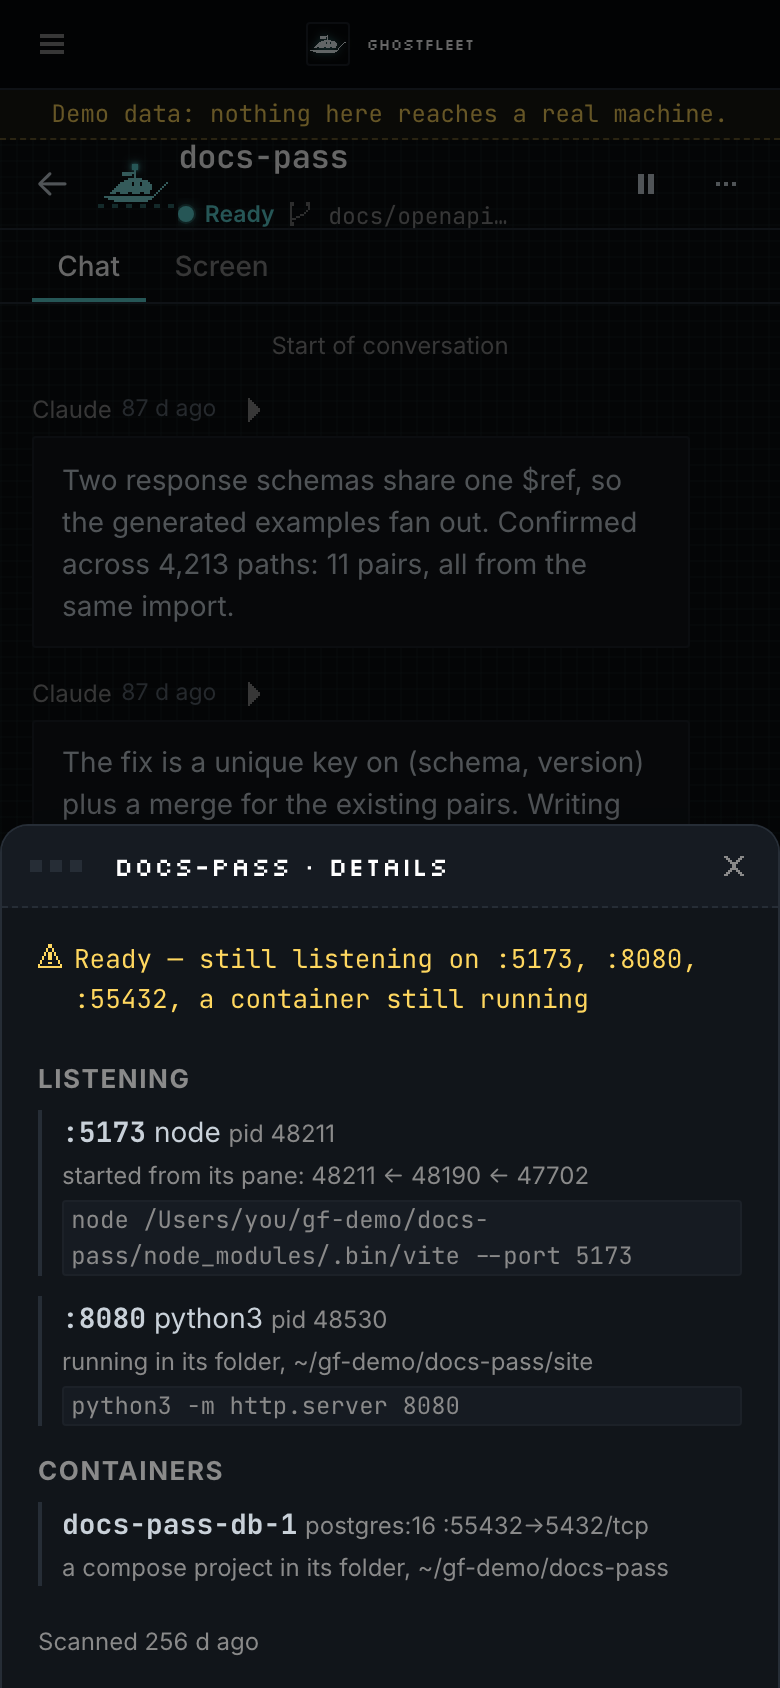 GHOSTFLEET
Demo data: nothing here reaches a real machine.
docs-pass
Ready docs/openapi…
Chat Screen
Start of conversation
Claude 87 d ago
Two response schemas share one $ref, so
the generated examples fan out. Confirmed
across 4,213 paths: 11 pairs, all from the
same import.
Claude 87 d ago
The fix is a unique key on (schema, version)
plus a merge for the existing pairs. Writing
DOCS-PASS · DETAILS
Ready — still listening on :5173, :8080,
:55432, a container still running
LISTENING
:5173 node pid 48211
started from its pane: 48211 ← 48190 ← 47702
node /Users/you/gf-demo/docs-
pass/node_modules/.bin/vite --port 5173
:8080 python3 pid 48530
running in its folder, ~/gf-demo/docs-pass/site
python3 -m http.server 8080
CONTAINERS
docs-pass-db-1 postgres:16 :55432→5432/tcp
a compose project in its folder, ~/gf-demo/docs-pass
Scanned 256 d ago